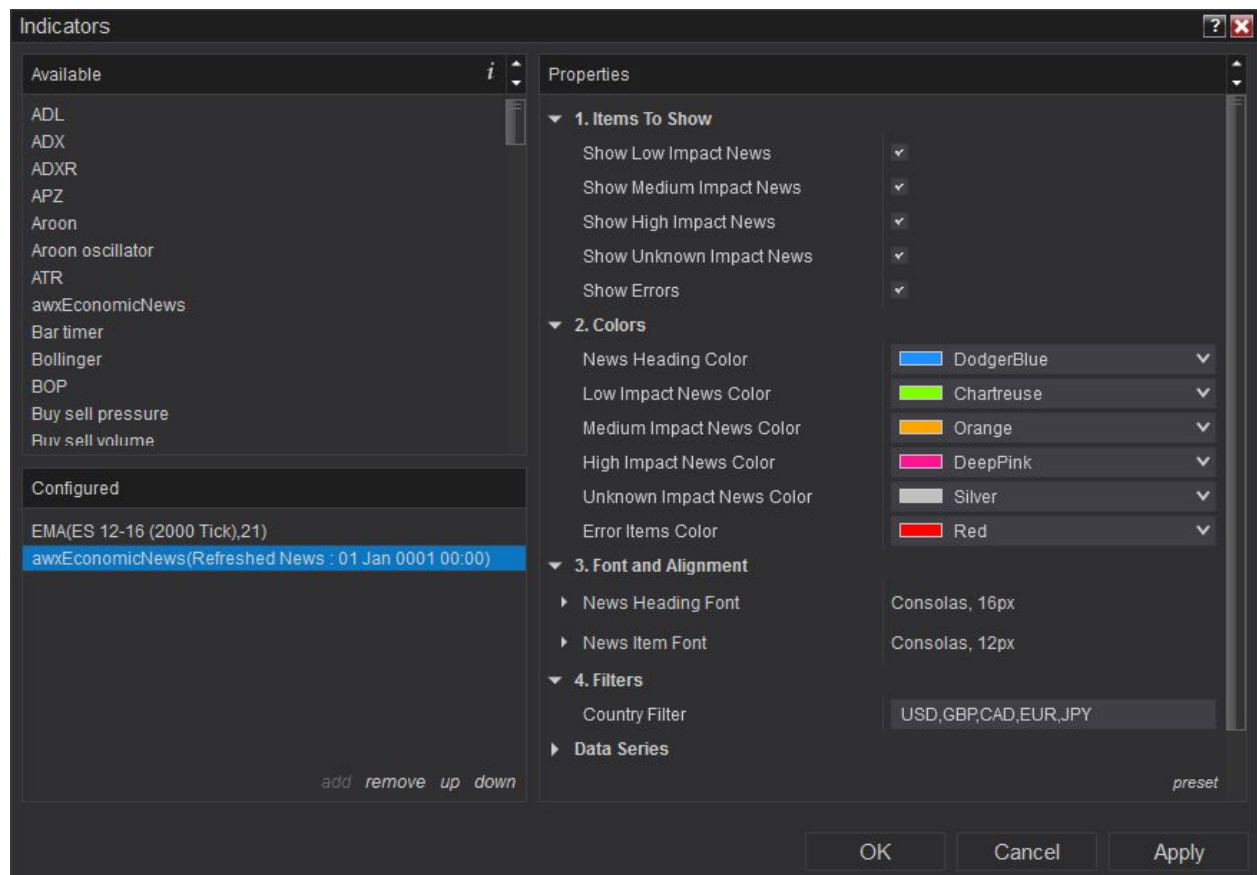 Indicators
?
Available
i
ADL
ADX
ADXR
APZ
Aroon
Aroon oscillator
ATR
awxEconomicNews
Bar timer
Bollinger
BOP
Buy sell pressure
Buy sell volume
Configured
EMA(ES 12-16 (2000 Tick),21)
awxEconomicNews(Refreshed News : 01 Jan 0001 00:00)
add remove up down
Properties
1. Items To Show
Show Low Impact News
Show Medium Impact News
Show High Impact News
Show Unknown Impact News
Show Errors
2. Colors
News Heading Color DodgerBlue
Low Impact News Color Chartreuse
Medium Impact News Color Orange
High Impact News Color DeepPink
Unknown Impact News Color Silver
Error Items Color Red
3. Font and Alignment
News Heading Font Consolas, 16px
News Item Font Consolas, 12px
4. Filters
Country Filter USD,GBP,CAD,EUR,JPY
Data Series
preset
OK Cancel Apply